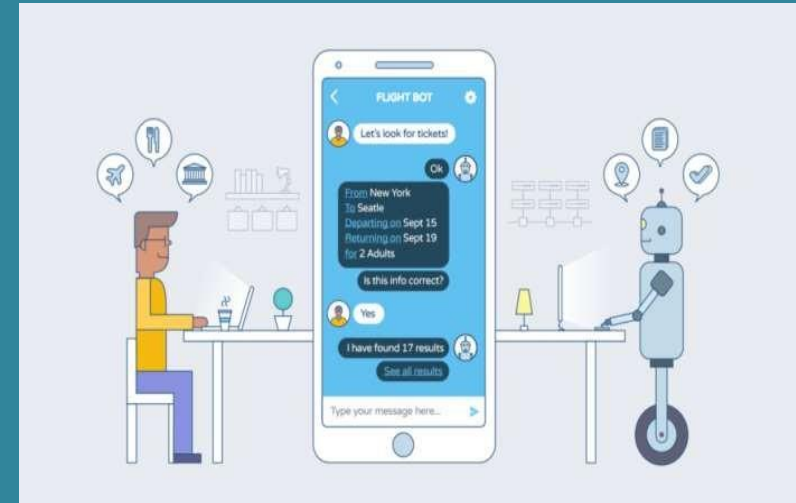 FLIGHT BOT
Let's look for tickets!
Ok
From New York
To Seatle
Departing on Sept 15
Returning on Sept 19
for 2 Adults
Is this info correct?
Yes
I have found 17 results
See all results
Type your message here...